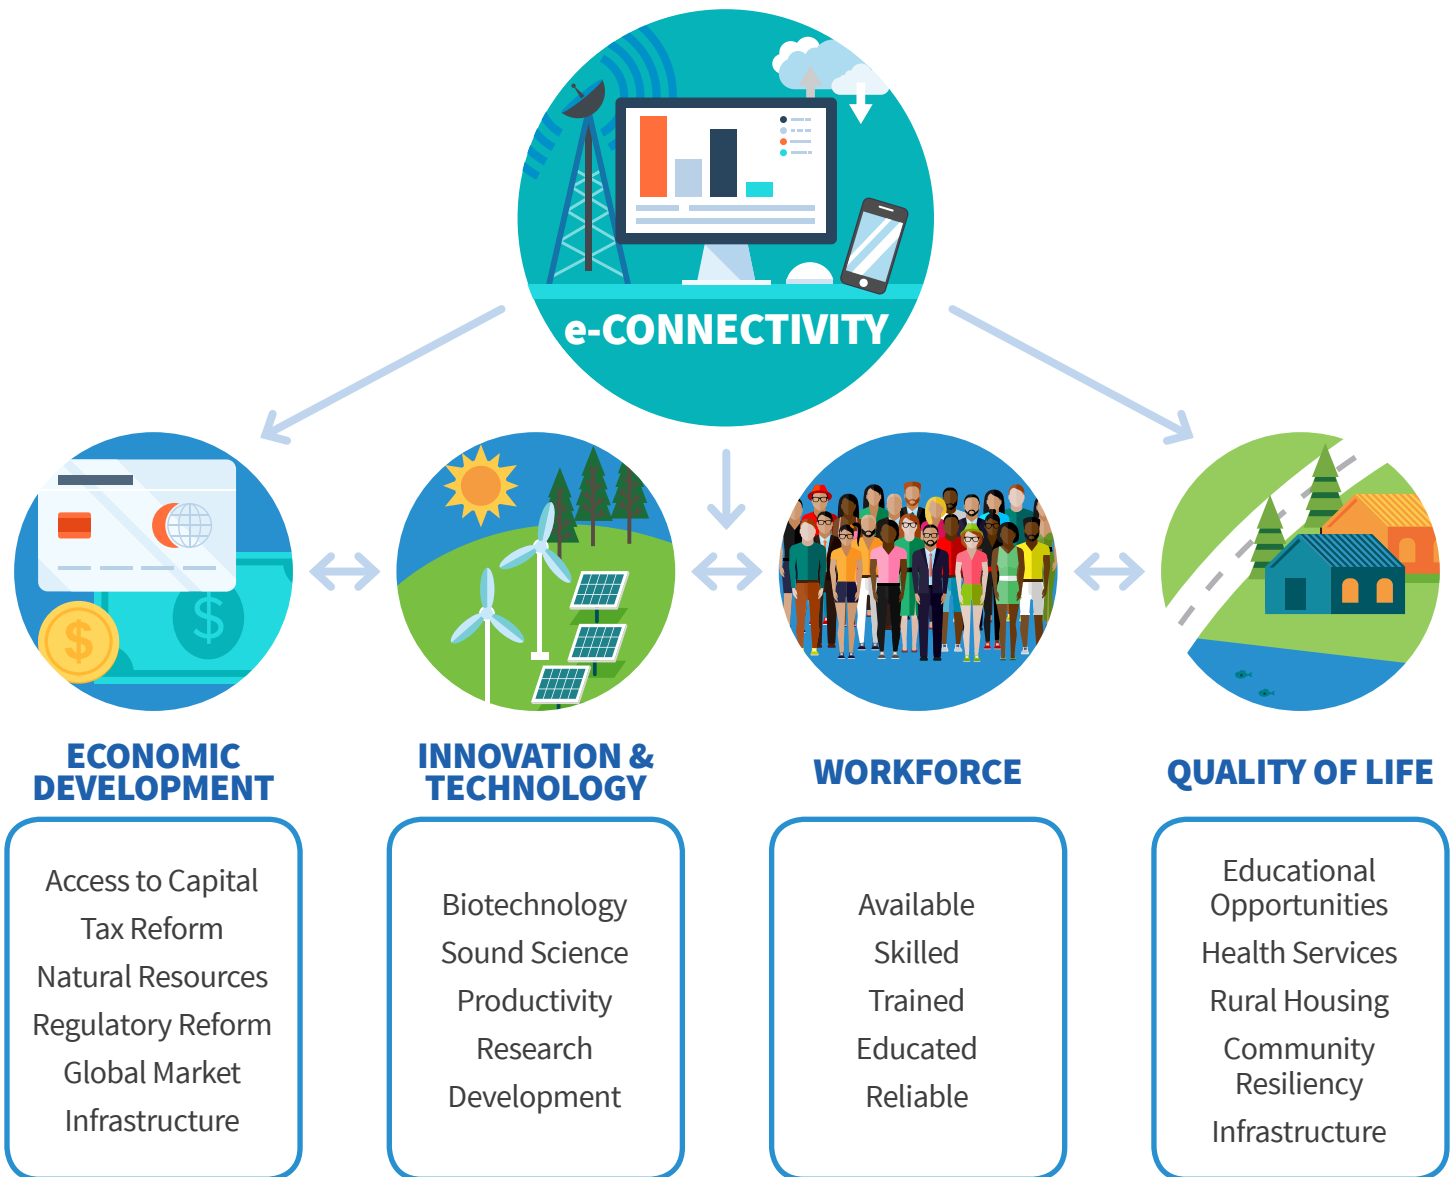 e-CONNECTIVITY
$
$
ECONOMIC
DEVELOPMENT
Access to Capital
Tax Reform
Natural Resources
Regulatory Reform
Global Market
Infrastructure
INNOVATION &
TECHNOLOGY
Biotechnology
Sound Science
Productivity
Research
Development
WORKFORCE
Available
Skilled
Trained
Educated
Reliable
QUALITY OF LIFE
Educational
Opportunities
Health Services
Rural Housing
Community
Resiliency
Infrastructure